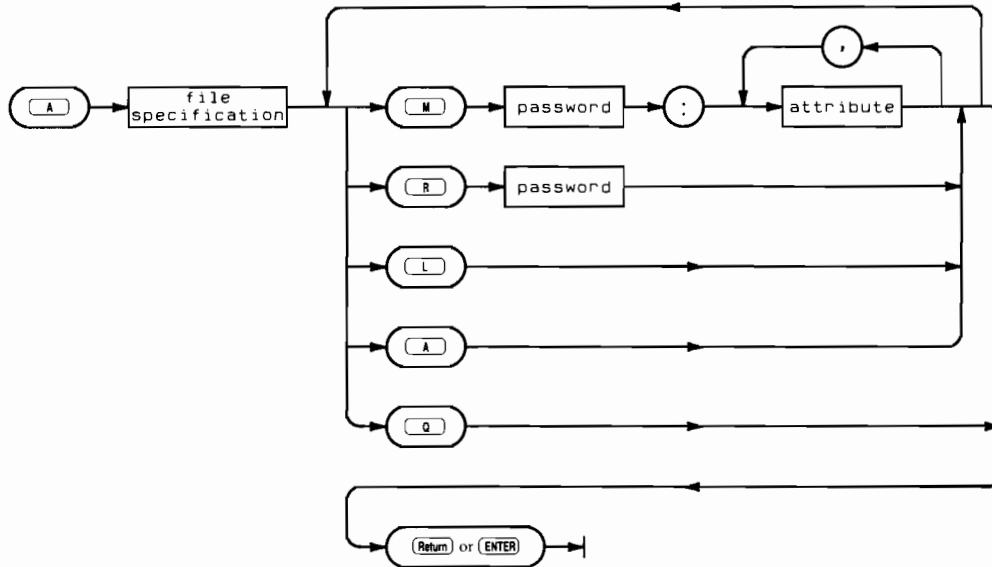 ,
A
file
specification
M
password
:
attribute
R
password
L
A
Q
Return or ENTER